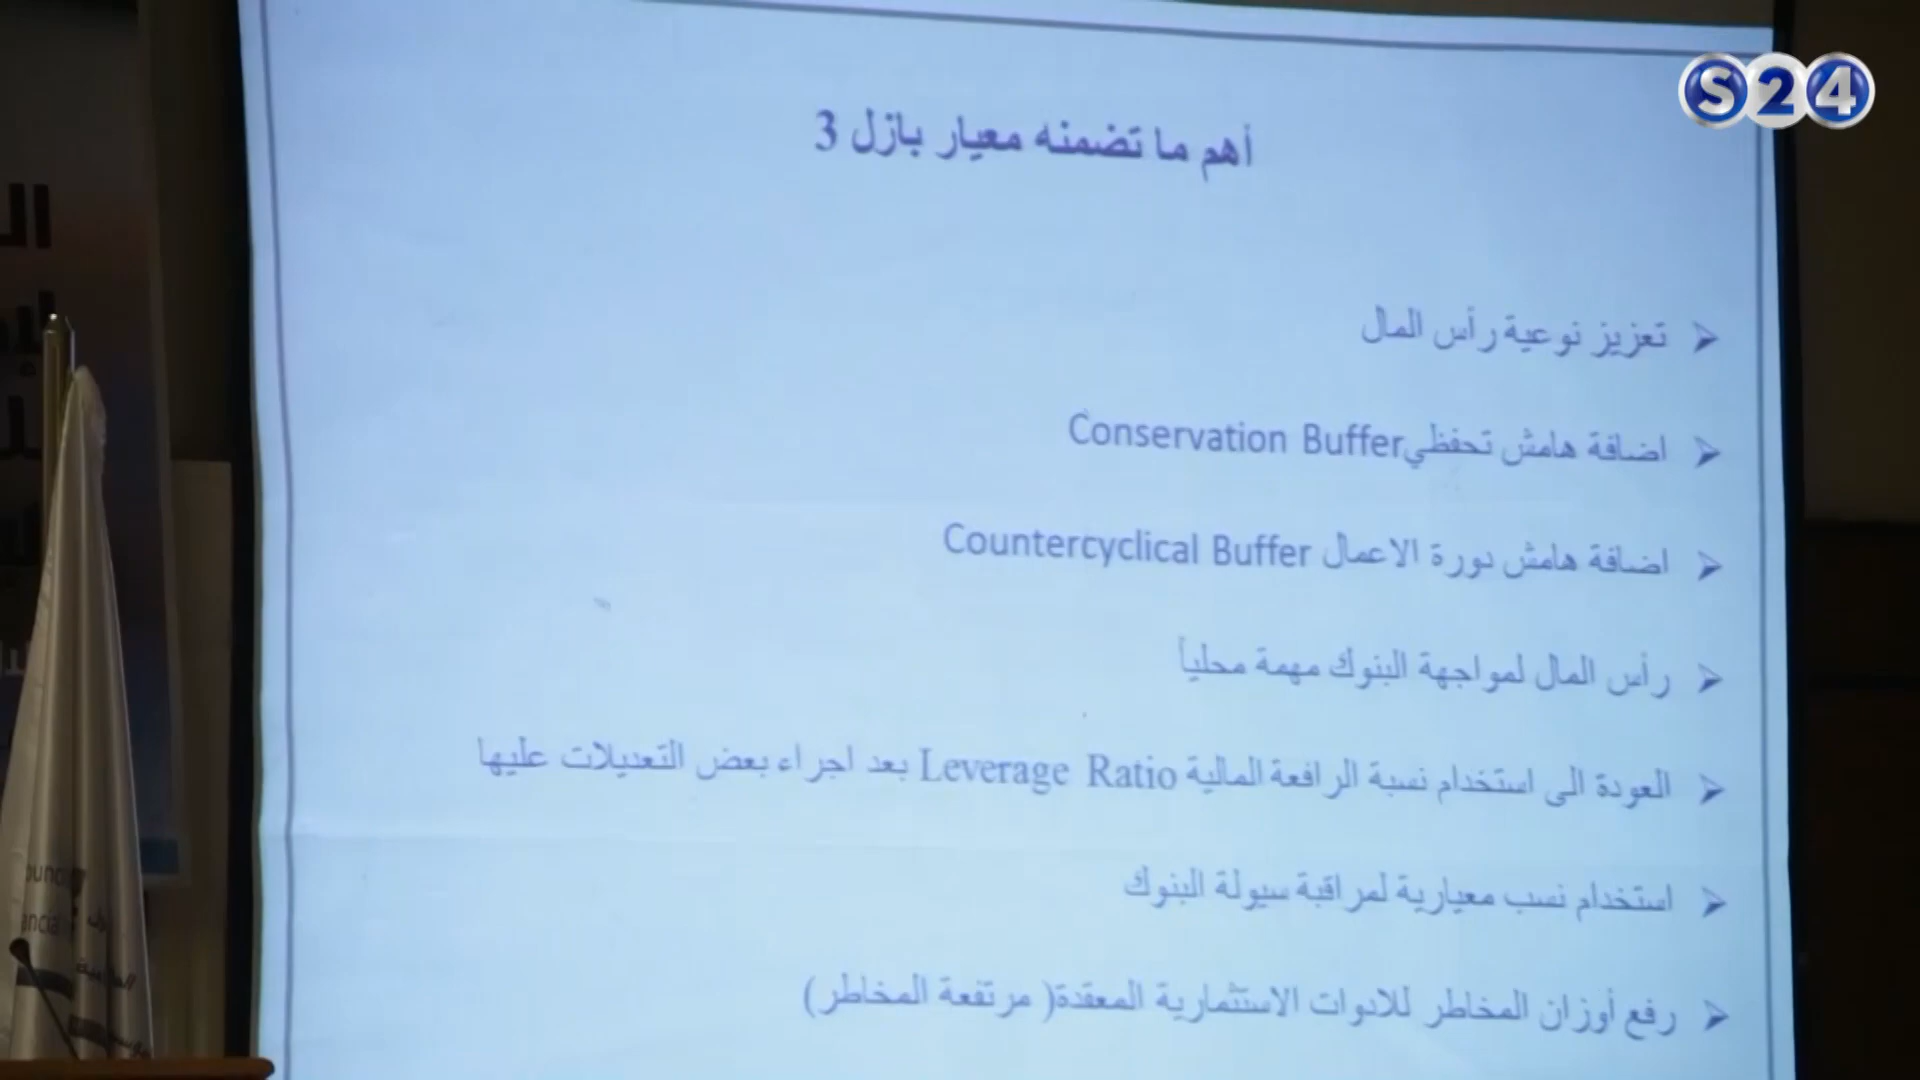 S24
أهم ما تضمنه معيار بازل 3
تعزيز نوعية رأس المال
اضافة هامش تحفظي Conservation Buffer
اضافة هامش دورة الاعمال Countercyclical Buffer
رأس المال لمواجهة البنوك مهمة محلياً
العودة الى استخدام نسبة الرافعة المالية Leverage Ratio بعد اجراء بعض التعديلات عليها
استخدام نسب معيارية لمراقبة سيولة البنوك
رفع أوزان المخاطر للادوات الاستثمارية المعقدة( مرتفعة المخاطر)